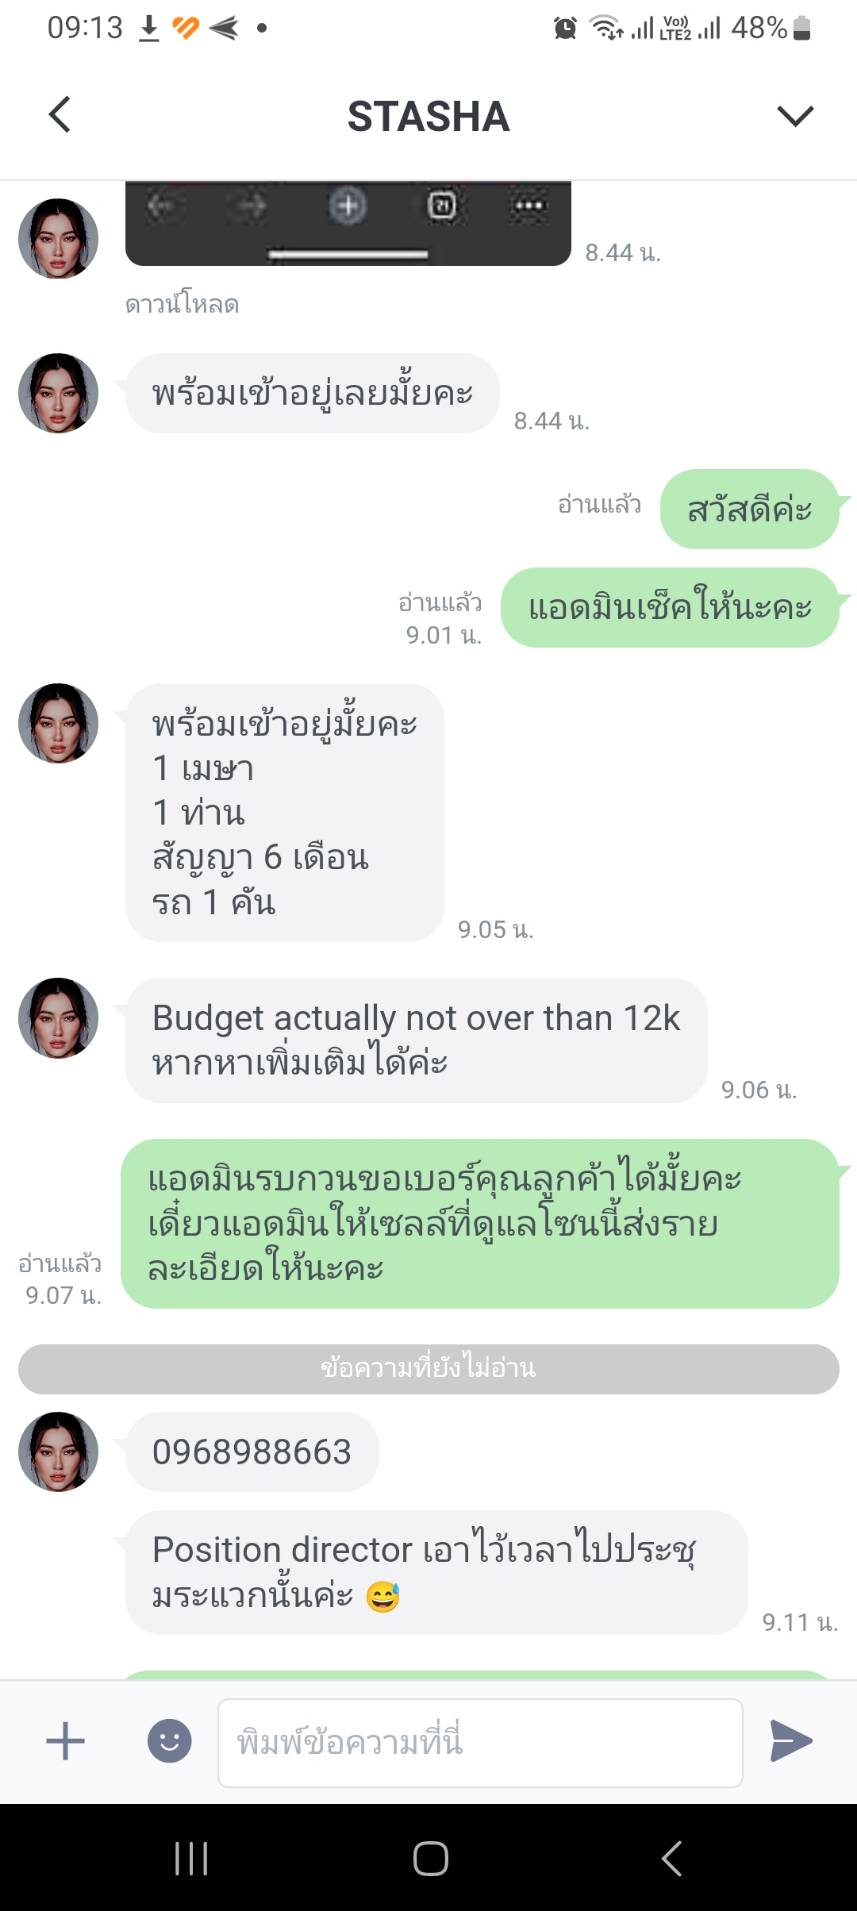 09:13
Vo))
LTE2
48%
STASHA
21
8.44 น.
ดาวน์โหลด
พร้อมเข้าอยู่เลยมั้ยคะ
8.44 น.
อ่านแล้ว
สวัสดีค่ะ
อ่านแล้ว
9.01 น.
แอดมินเช็คให้นะคะ
พร้อมเข้าอยู่มั้ยคะ
1 เมษา
1 ท่าน
สัญญา 6 เดือน
รถ 1 คัน
9.05 น.
Budget actually not over than 12k
หากหาเพิ่มเติมได้ค่ะ
9.06 น.
แอดมินรบกวนขอเบอร์คุณลูกค้าได้มั้ยคะ
เดี๋ยวแอดมินให้เซลล์ที่ดูแลโซนนี้ส่งราย
ละเอียดให้นะคะ
อ่านแล้ว
9.07 น.
ข้อความที่ยังไม่อ่าน
0968988663
Position director เอาไว้เวลาไปประชุ
มระแวกนั้นค่ะ 😅
9.11 น.
พิมพ์ข้อความที่นี่